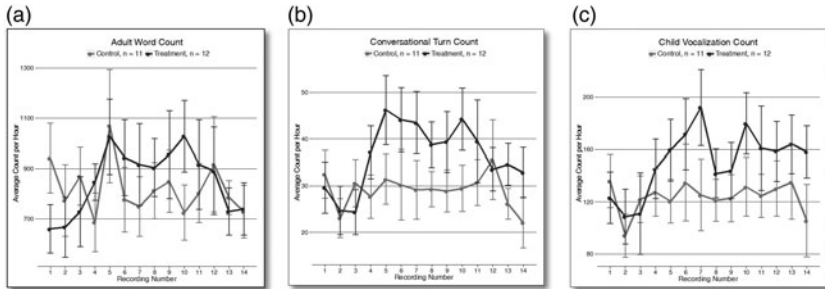 (a)
Adult Word Count
Control, n = 11 Treatment, n = 12
1300
1100
900
700
Average Count per Hour
1 2 3 4 5 6 7 8 9 10 11 12 13 14
Recording Number
(b)
Conversational Turn Count
Control, n = 11 Treatment, n = 12
50
40
30
20
Average Count per Hour
1 2 3 4 5 6 7 8 9 10 11 12 13 14
Recording Number
(c)
Child Vocalization Count
Control, n = 11 Treatment, n = 12
200
160
120
80
Average Count per Hour
1 2 3 4 5 6 7 8 9 10 11 12 13 14
Recording Number